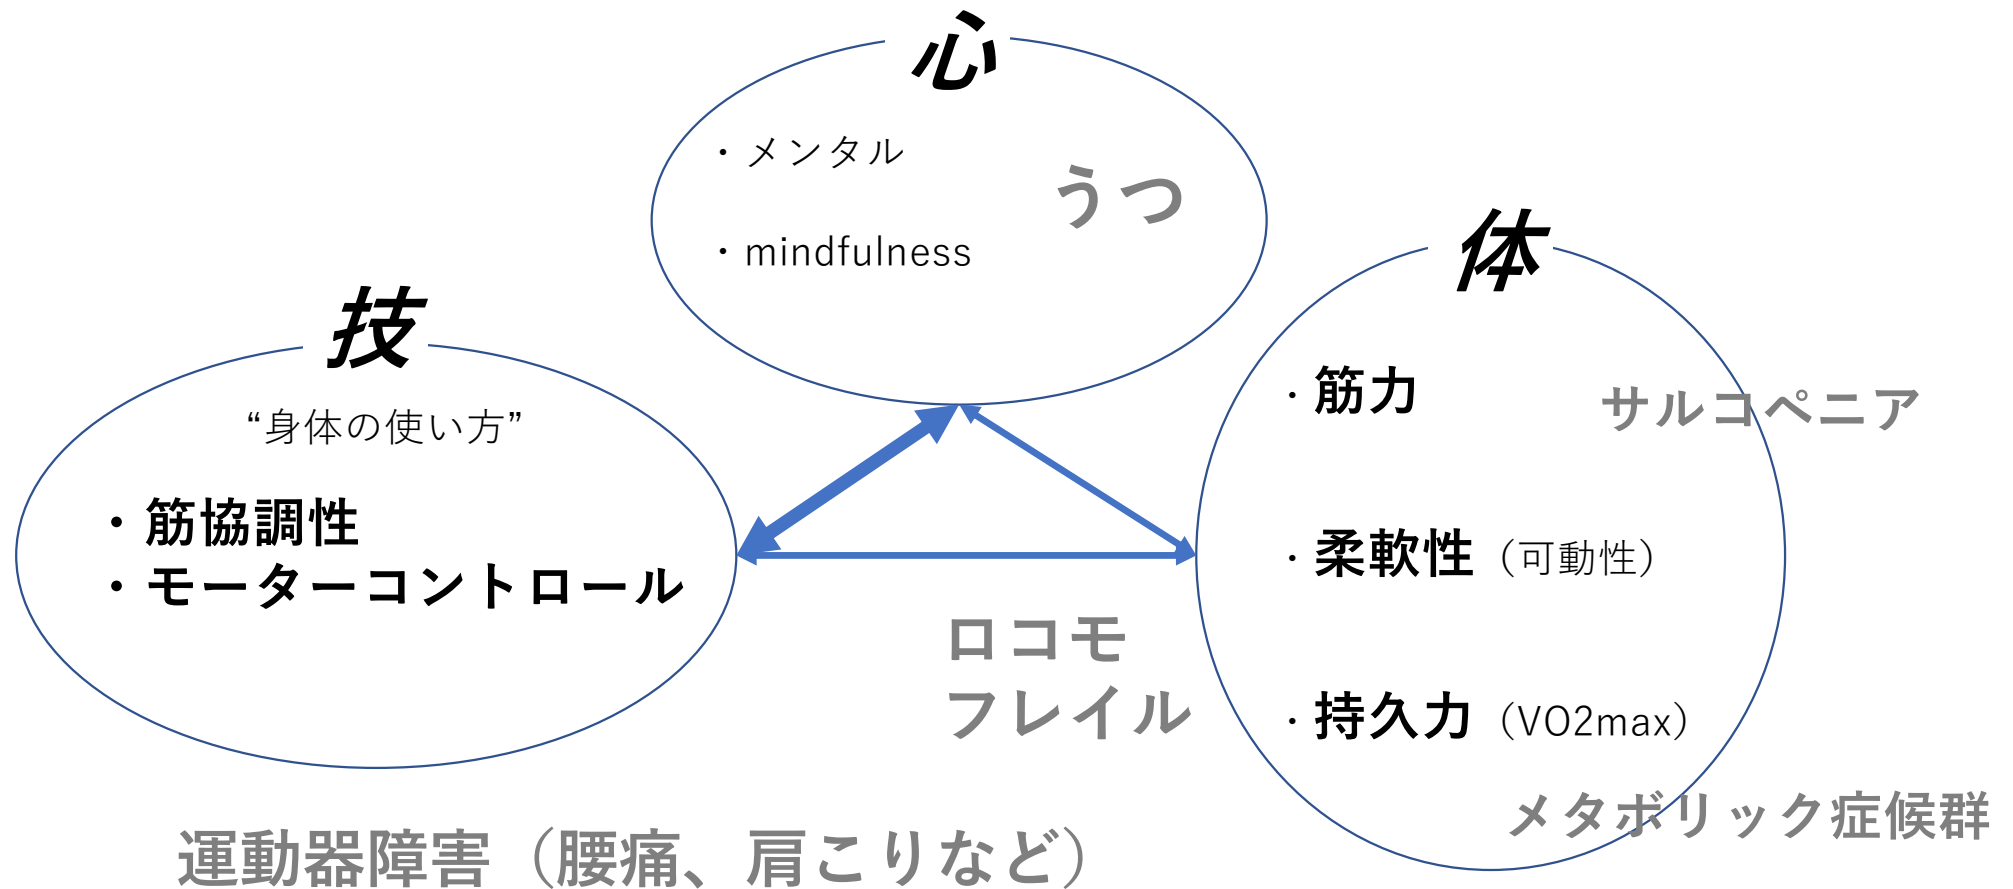 心
・メンタル
うつ
・mindfulness
技
“身体の使い方”
・筋協調性
・モーターコントロール
体
・筋力
サルコペニア
・柔軟性（可動性）
・持久力（VO2max）
ロコモ
フレイル
メタボリック症候群
運動器障害（腰痛、肩こりなど）